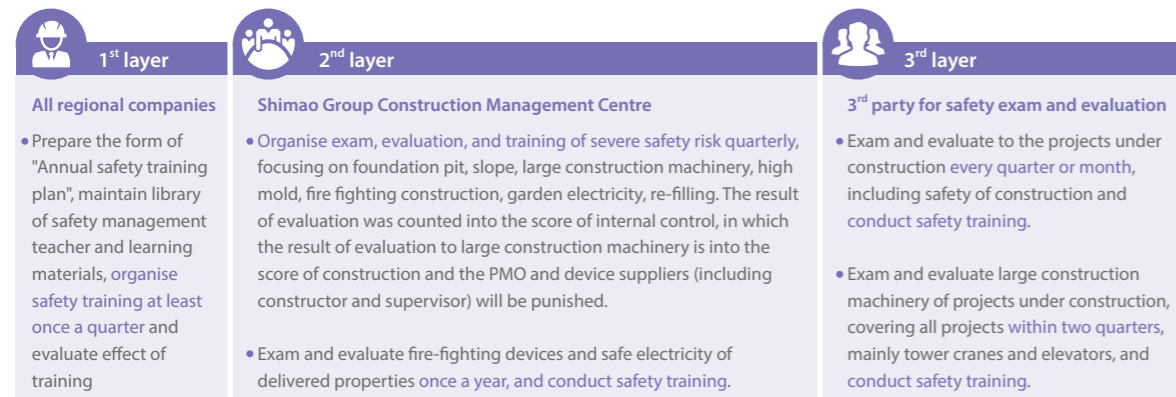 1st layer
All regional companies
• Prepare the form of
"Annual safety training
plan", maintain library
of safety management
teacher and learning
materials, organise
safety training at least
once a quarter and
evaluate effect of
training
2nd layer
Shimao Group Construction Management Centre
• Organise exam, evaluation, and training of severe safety risk quarterly,
focusing on foundation pit, slope, large construction machinery, high
mold, fire fighting construction, garden electricity, re-filling. The result
of evaluation was counted into the score of internal control, in which
the result of evaluation to large construction machinery is into the
score of construction and the PMO and device suppliers (including
constructor and supervisor) will be punished.
• Exam and evaluate fire-fighting devices and safe electricity of
delivered properties once a year, and conduct safety training.
3rd layer
3rd party for safety exam and evaluation
• Exam and evaluate to the projects under
construction every quarter or month,
including safety of construction and
conduct safety training.
• Exam and evaluate large construction
machinery of projects under construction,
covering all projects within two quarters,
mainly tower cranes and elevators, and
conduct safety training.